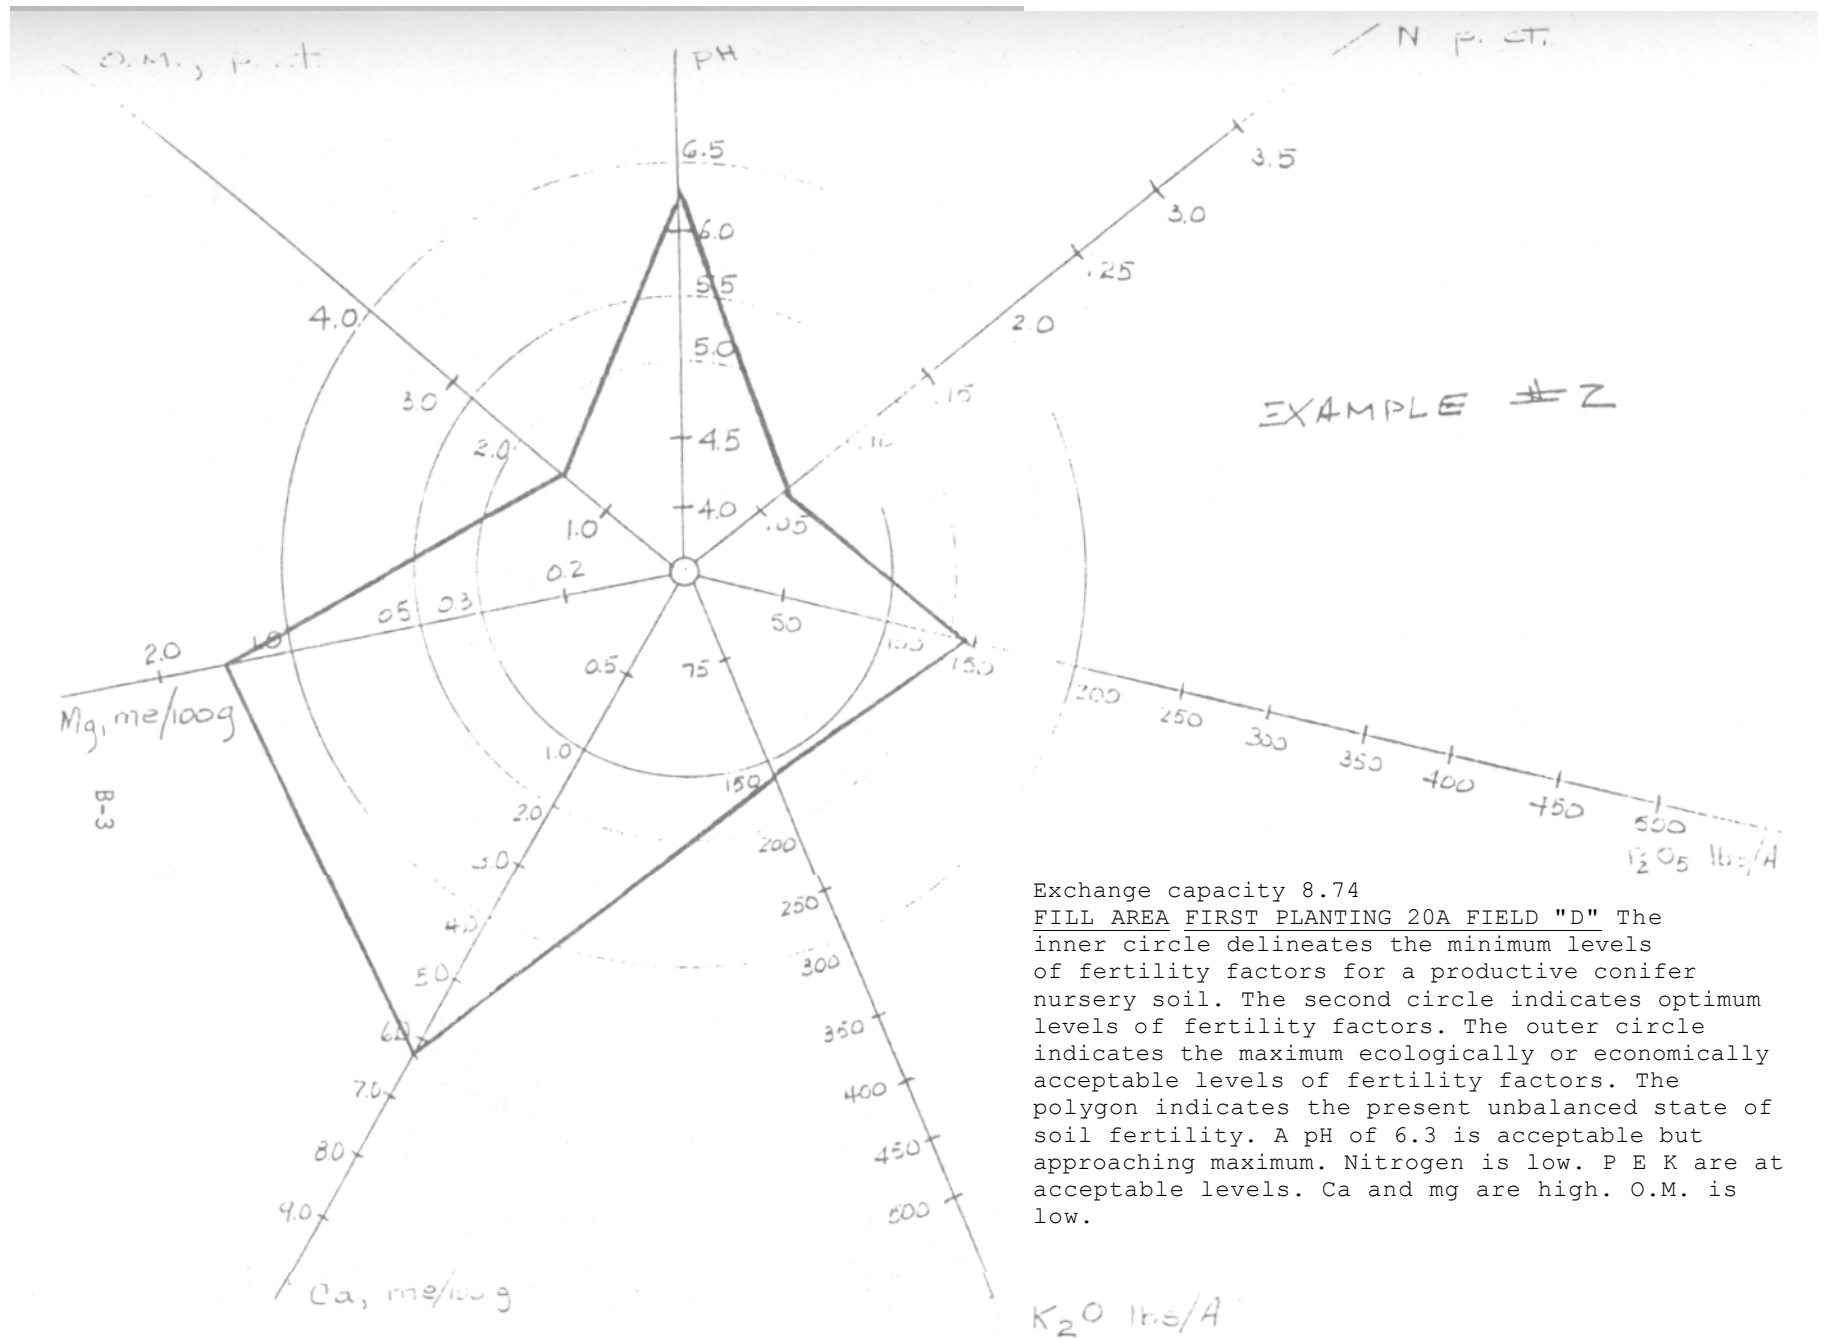 O.M., p. ct.
PH
N p. CT.
6.5
6.0
5.5
5.0
4.5
4.0
3.5
3.0
.25
2.0
.15
.10
.05
4.0
3.0
2.0
1.0
EXAMPLE #2
0.2
0.3
0.5
1.0
2.0
Mg, me/100g
50
100
150
200
250
300
350
400
450
500
P2O5 lbs/A
0.5
1.0
2.0
3.0
4.0
5.0
6.0
7.0
8.0
9.0
Ca, me/100 g
75
150
200
250
300
350
400
450
500
K2O lbs/A
B-3
Exchange capacity 8.74
FILL AREA FIRST PLANTING 20A FIELD "D" The
inner circle delineates the minimum levels
of fertility factors for a productive conifer
nursery soil. The second circle indicates optimum
levels of fertility factors. The outer circle
indicates the maximum ecologically or economically
acceptable levels of fertility factors. The
polygon indicates the present unbalanced state of
soil fertility. A pH of 6.3 is acceptable but
approaching maximum. Nitrogen is low. P E K are at
acceptable levels. Ca and mg are high. O.M. is
low.